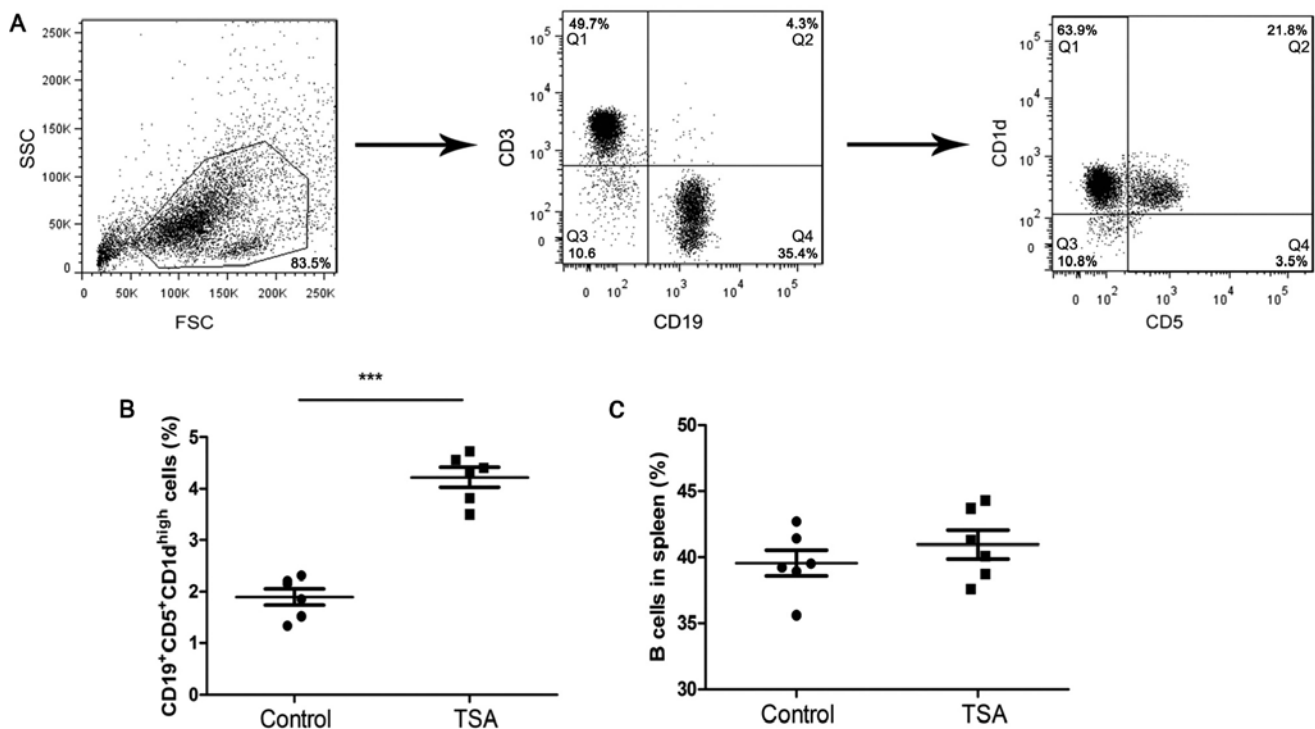 A
250K
200K
150K
100K
50K
0
SSC
83.5%
0 50K 100K 150K 200K 250K
FSC
49.7% 4.3%
Q1 Q2
10⁵
10⁴
10³
10²
0
CD3
Q3 Q4
10.6 35.4%
0 10² 10³ 10⁴ 10⁵
CD19
63.9% 21.8%
Q1 Q2
10⁵
10⁴
10³
10²
0
CD1d
Q3 Q4
10.8% 3.5%
0 10² 10³ 10⁴ 10⁵
CD5
B
***
CD19⁺CD5⁺CD1d^high cells (%)
5
4
3
2
1
0
Control TSA
C
B cells in spleen (%)
50
45
40
35
30
Control TSA